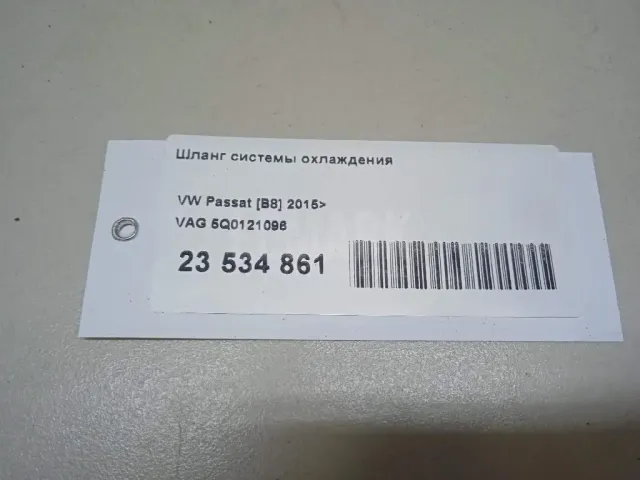 Шланг системы охлаждения
VW Passat [B8] 2015>
VAG 5Q0121096
23 534 861